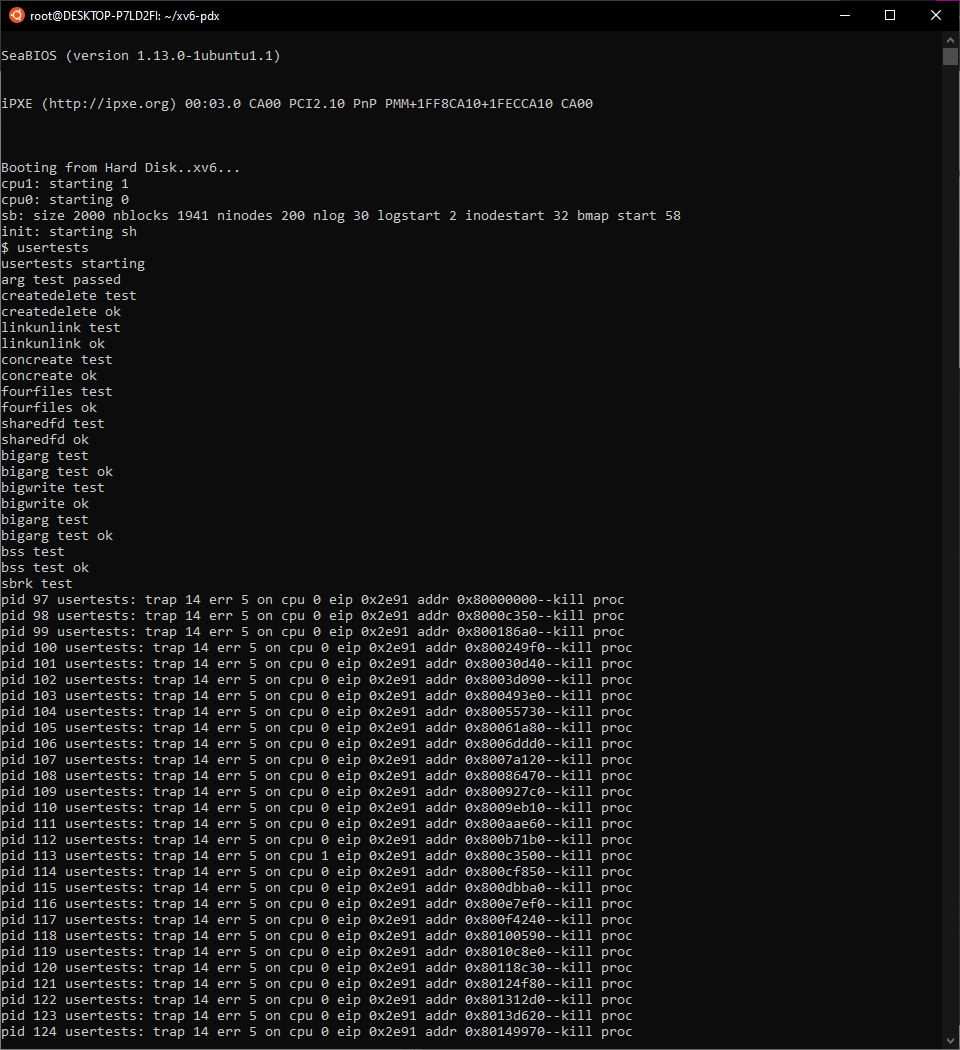 root@DESKTOP-P7LD2FI: ~/xv6-pdx
SeaBIOS (version 1.13.0-1ubuntu1.1)
iPXE (http://ipxe.org) 00:03.0 CA00 PCI2.10 PnP PMM+1FF8CA10+1FECCA10 CA00
Booting from Hard Disk..xv6...
cpu1: starting 1
cpu0: starting 0
sb: size 2000 nblocks 1941 ninodes 200 nlog 30 logstart 2 inodestart 32 bmap start 58
init: starting sh
$ usertests
usertests starting
arg test passed
createdelete test
createdelete ok
linkunlink test
linkunlink ok
concreate test
concreate ok
fourfiles test
fourfiles ok
sharedfd test
sharedfd ok
bigarg test
bigarg test ok
bigwrite test
bigwrite ok
bigarg test
bigarg test ok
bss test
bss test ok
sbrk test
pid 97 usertests: trap 14 err 5 on cpu 0 eip 0x2e91 addr 0x80000000--kill proc
pid 98 usertests: trap 14 err 5 on cpu 0 eip 0x2e91 addr 0x8000c350--kill proc
pid 99 usertests: trap 14 err 5 on cpu 0 eip 0x2e91 addr 0x800186a0--kill proc
pid 100 usertests: trap 14 err 5 on cpu 0 eip 0x2e91 addr 0x800249f0--kill proc
pid 101 usertests: trap 14 err 5 on cpu 0 eip 0x2e91 addr 0x80030d40--kill proc
pid 102 usertests: trap 14 err 5 on cpu 0 eip 0x2e91 addr 0x8003d090--kill proc
pid 103 usertests: trap 14 err 5 on cpu 0 eip 0x2e91 addr 0x800493e0--kill proc
pid 104 usertests: trap 14 err 5 on cpu 0 eip 0x2e91 addr 0x80055730--kill proc
pid 105 usertests: trap 14 err 5 on cpu 0 eip 0x2e91 addr 0x80061a80--kill proc
pid 106 usertests: trap 14 err 5 on cpu 0 eip 0x2e91 addr 0x8006ddd0--kill proc
pid 107 usertests: trap 14 err 5 on cpu 0 eip 0x2e91 addr 0x8007a120--kill proc
pid 108 usertests: trap 14 err 5 on cpu 0 eip 0x2e91 addr 0x80086470--kill proc
pid 109 usertests: trap 14 err 5 on cpu 0 eip 0x2e91 addr 0x800927c0--kill proc
pid 110 usertests: trap 14 err 5 on cpu 0 eip 0x2e91 addr 0x8009eb10--kill proc
pid 111 usertests: trap 14 err 5 on cpu 0 eip 0x2e91 addr 0x800aae60--kill proc
pid 112 usertests: trap 14 err 5 on cpu 0 eip 0x2e91 addr 0x800b71b0--kill proc
pid 113 usertests: trap 14 err 5 on cpu 1 eip 0x2e91 addr 0x800c3500--kill proc
pid 114 usertests: trap 14 err 5 on cpu 0 eip 0x2e91 addr 0x800cf850--kill proc
pid 115 usertests: trap 14 err 5 on cpu 0 eip 0x2e91 addr 0x800dbba0--kill proc
pid 116 usertests: trap 14 err 5 on cpu 0 eip 0x2e91 addr 0x800e7ef0--kill proc
pid 117 usertests: trap 14 err 5 on cpu 0 eip 0x2e91 addr 0x800f4240--kill proc
pid 118 usertests: trap 14 err 5 on cpu 0 eip 0x2e91 addr 0x80100590--kill proc
pid 119 usertests: trap 14 err 5 on cpu 0 eip 0x2e91 addr 0x8010c8e0--kill proc
pid 120 usertests: trap 14 err 5 on cpu 0 eip 0x2e91 addr 0x80118c30--kill proc
pid 121 usertests: trap 14 err 5 on cpu 0 eip 0x2e91 addr 0x80124f80--kill proc
pid 122 usertests: trap 14 err 5 on cpu 0 eip 0x2e91 addr 0x801312d0--kill proc
pid 123 usertests: trap 14 err 5 on cpu 0 eip 0x2e91 addr 0x8013d620--kill proc
pid 124 usertests: trap 14 err 5 on cpu 0 eip 0x2e91 addr 0x80149970--kill proc